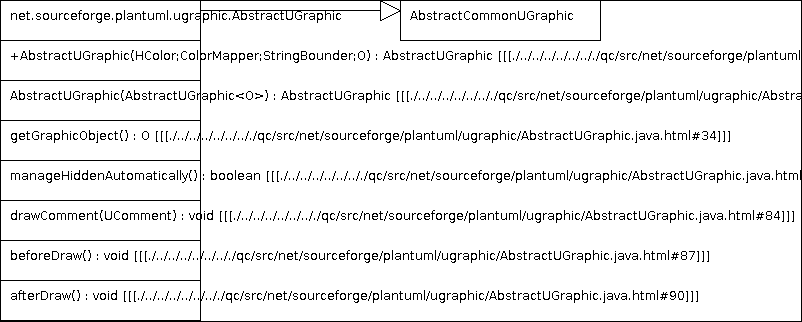 net.sourceforge.plantuml.ugraphic.AbstractUGraphic
AbstractCommonUGraphic
+AbstractUGraphic(HColor;ColorMapper;StringBounder;O) : AbstractUGraphic [[[./../../../../../../../qc/src/net/sourceforge/plantuml
AbstractUGraphic(AbstractUGraphic<O>) : AbstractUGraphic [[[./../../../../../../../qc/src/net/sourceforge/plantuml/ugraphic/Abstra
getGraphicObject() : O [[[./../../../../../../../qc/src/net/sourceforge/plantuml/ugraphic/AbstractUGraphic.java.html#34]]]
manageHiddenAutomatically() : boolean [[[./../../../../../../../qc/src/net/sourceforge/plantuml/ugraphic/AbstractUGraphic.java.html
drawComment(UComment) : void [[[./../../../../../../../qc/src/net/sourceforge/plantuml/ugraphic/AbstractUGraphic.java.html#84]]]
beforeDraw() : void [[[./../../../../../../../qc/src/net/sourceforge/plantuml/ugraphic/AbstractUGraphic.java.html#87]]]
afterDraw() : void [[[./../../../../../../../qc/src/net/sourceforge/plantuml/ugraphic/AbstractUGraphic.java.html#90]]]